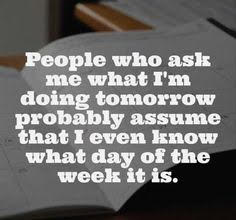 People who ask
me what I'm
doing tomorrow
probably assume
that I even know
what day of the
week it is.